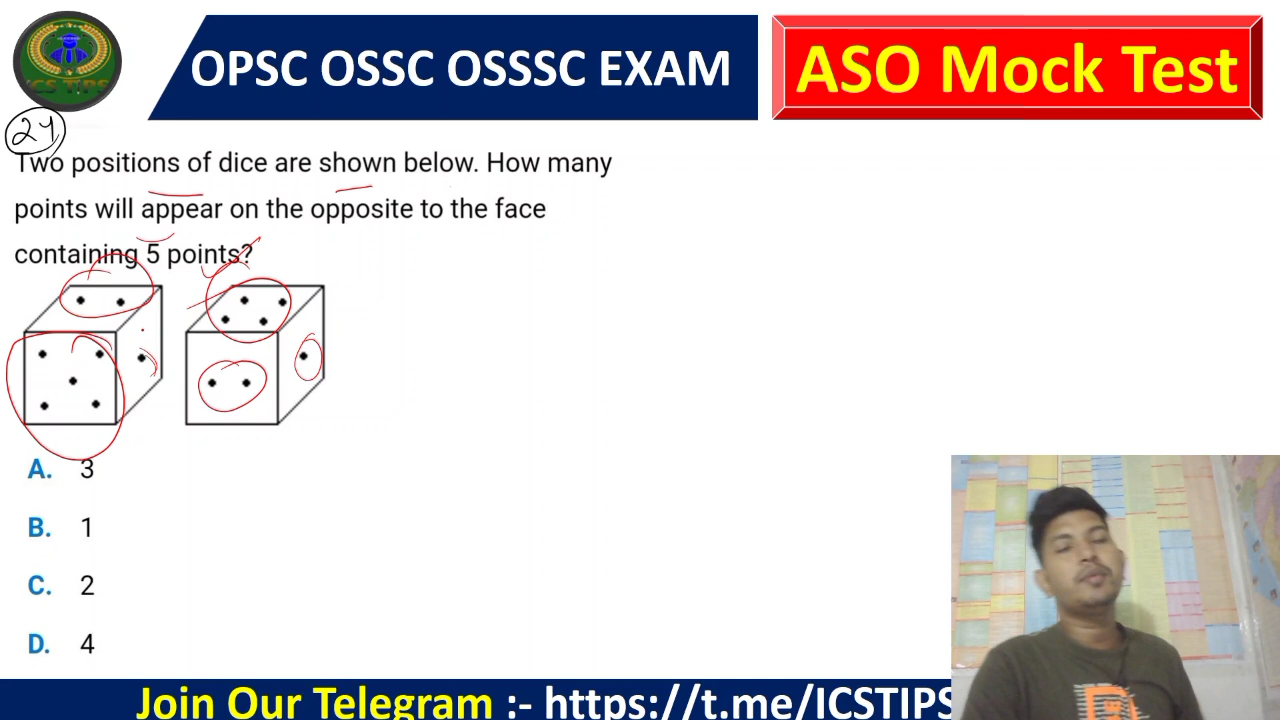 OPSC OSSC OSSSC EXAM
ASO Mock Test
ICS TIPS
24
Two positions of dice are shown below. How many
points will appear on the opposite to the face
containing 5 points?
A. 3
B. 1
C. 2
D. 4
Join Our Telegram :- https://t.me/ICSTIPS